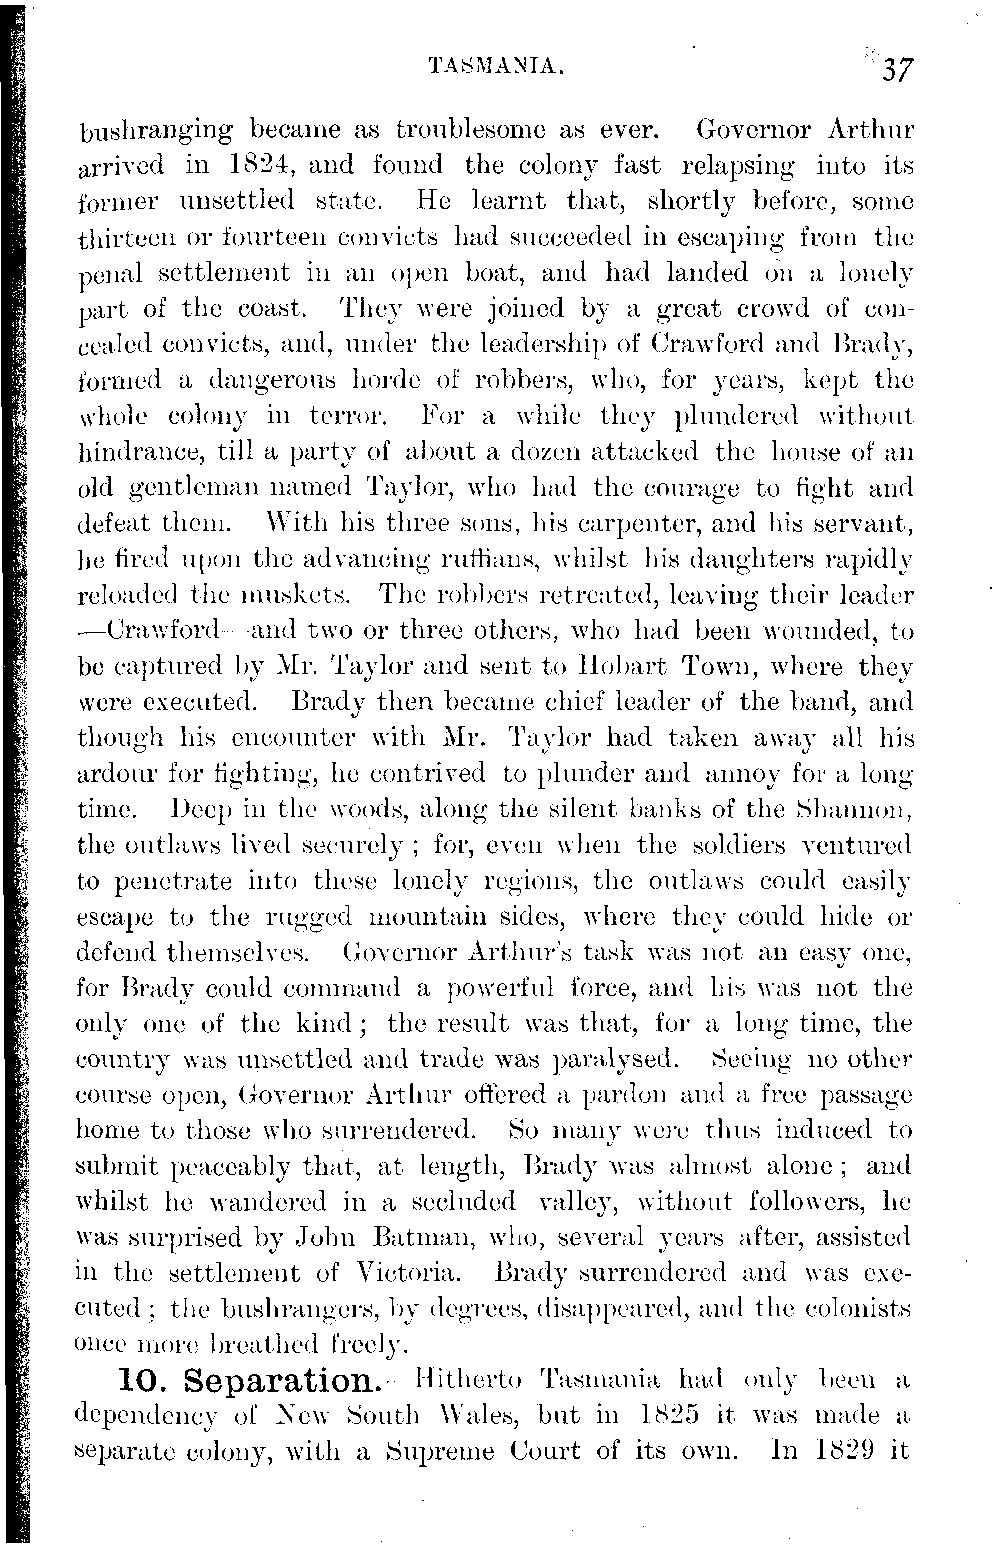 TASMANIA. 37
bushranging became as troublesome as ever. Governor Arthur
arrived in 1824, and found the colony fast relapsing into its
former unsettled state. He learnt that, shortly before, some
thirteen or fourteen convicts had succeeded in escaping from the
penal settlement in an open boat, and had landed on a lonely
part of the coast. They were joined by a great crowd of con-
cealed convicts, and, under the leadership of Crawford and Brady,
formed a dangerous horde of robbers, who, for years, kept the
whole colony in terror. For a while they plundered without
hindrance, till a party of about a dozen attacked the house of an
old gentleman named Taylor, who had the courage to fight and
defeat them. With his three sons, his carpenter, and his servant,
he fired upon the advancing ruffians, whilst his daughters rapidly
reloaded the muskets. The robbers retreated, leaving their leader
—Crawford—and two or three others, who had been wounded, to
be captured by Mr. Taylor and sent to Hobart Town, where they
were executed. Brady then became chief leader of the band, and
though his encounter with Mr. Taylor had taken away all his
ardour for fighting, he contrived to plunder and annoy for a long
time. Deep in the woods, along the silent banks of the Shannon,
the outlaws lived securely; for, even when the soldiers ventured
to penetrate into these lonely regions, the outlaws could easily
escape to the rugged mountain sides, where they could hide or
defend themselves. Governor Arthur's task was not an easy one,
for Brady could command a powerful force, and his was not the
only one of the kind; the result was that, for a long time, the
country was unsettled and trade was paralysed. Seeing no other
course open, Governor Arthur offered a pardon and a free passage
home to those who surrendered. So many were thus induced to
submit peaceably that, at length, Brady was almost alone; and
whilst he wandered in a secluded valley, without followers, he
was surprised by John Batman, who, several years after, assisted
in the settlement of Victoria. Brady surrendered and was exe-
cuted; the bushrangers, by degrees, disappeared, and the colonists
once more breathed freely.
10. Separation.—Hitherto Tasmania had only been a
dependency of New South Wales, but in 1825 it was made a
separate colony, with a Supreme Court of its own. In 1829 it